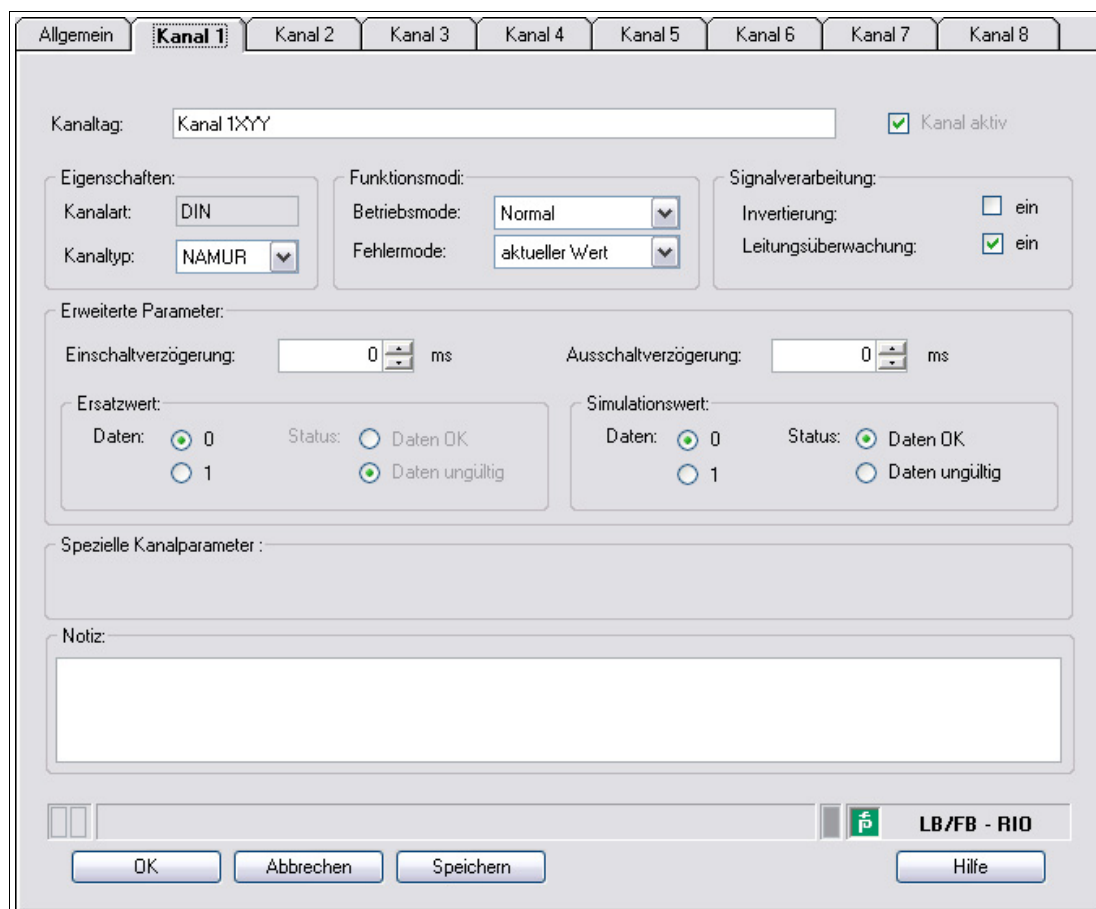 Allgemein Kanal 1 Kanal 2 Kanal 3 Kanal 4 Kanal 5 Kanal 6 Kanal 7 Kanal 8
Kanaltag: Kanal 1XYY Kanal aktiv
Eigenschaften: Funktionsmodi: Signalverarbeitung:
Kanalart: DIN Betriebsmode: Normal Invertierung: ein
Kanaltyp: NAMUR Fehlermode: aktueller Wert Leitungsüberwachung: ein
Erweiterte Parameter:
Einschaltverzögerung: 0 ms Ausschaltverzögerung: 0 ms
Ersatzwert: Simulationswert:
Daten: 0 Status: Daten OK Daten: 0 Status: Daten OK
1 Daten ungültig 1 Daten ungültig
Spezielle Kanalparameter :
Notiz:
LB/FB - RIO
OK Abbrechen Speichern Hilfe